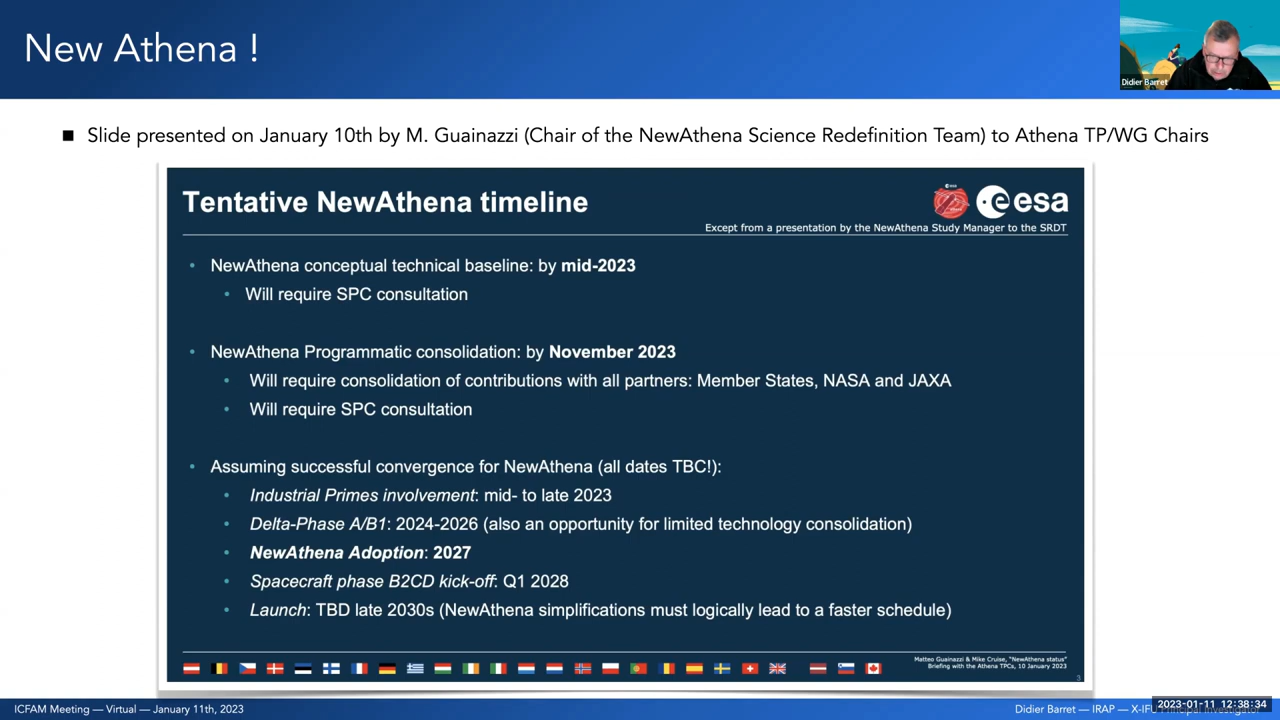 New Athena !
Didier Barret
■ Slide presented on January 10th by M. Guainazzi (Chair of the NewAthena Science Redefinition Team) to Athena TP/WG Chairs
Tentative NewAthena timeline
esa
Except from a presentation by the NewAthena Study Manager to the SRDT
• NewAthena conceptual technical baseline: by mid-2023
• Will require SPC consultation
• NewAthena Programmatic consolidation: by November 2023
• Will require consolidation of contributions with all partners: Member States, NASA and JAXA
• Will require SPC consultation
• Assuming successful convergence for NewAthena (all dates TBC!):
• Industrial Primes involvement: mid- to late 2023
• Delta-Phase A/B1: 2024-2026 (also an opportunity for limited technology consolidation)
• NewAthena Adoption: 2027
• Spacecraft phase B2CD kick-off: Q1 2028
• Launch: TBD late 2030s (NewAthena simplifications must logically lead to a faster schedule)
Matteo Guainazzi & Mike Cruise, "NewAthena status"
Briefing with the Athena TPCs, 10 January 2023
3
ICFAM Meeting — Virtual — January 11th, 2023
Didier Barret — IRAP — X-IFU
2023-01-11 12:38:34